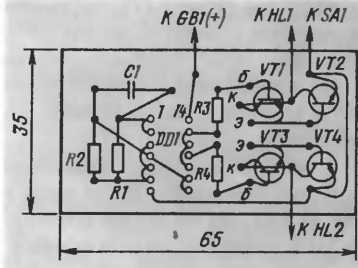 К GB1(+)
К HL1
К SA1
C1
1
14
R3
б
VT1
VT2
К
Э
DD1
35
R2
R1
R4
Э
VT3
VT4
К
б
К HL2
65